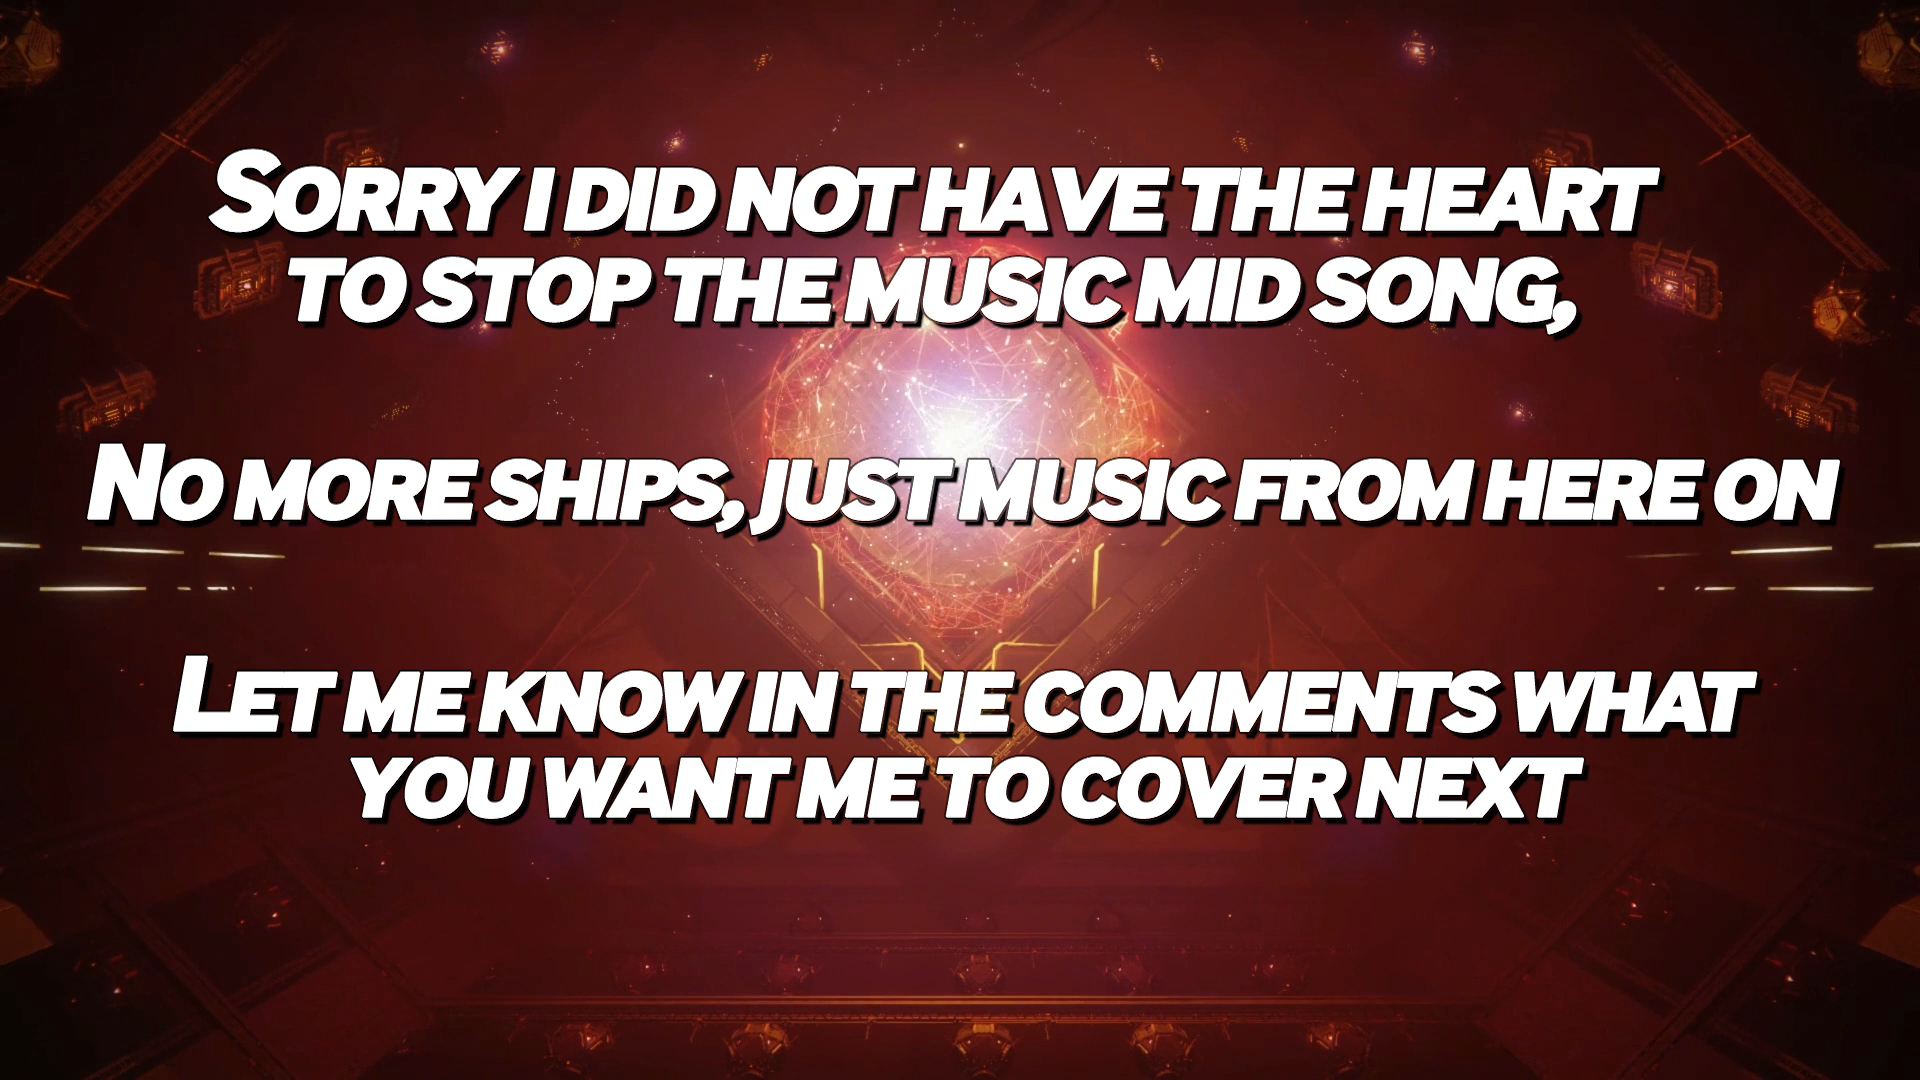 Sorry i did not have the heart
to stop the music mid song,
No more ships, just music from here on
Let me know in the comments what
you want me to cover next